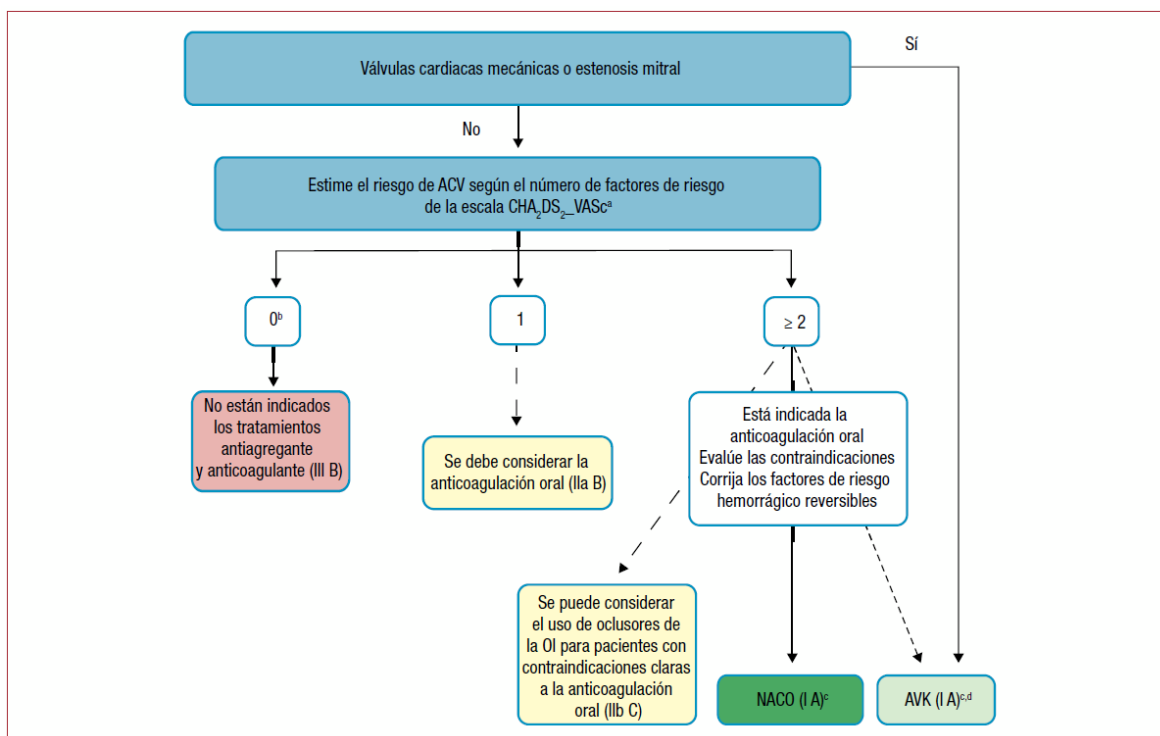 Sí
Válvulas cardiacas mecánicas o estenosis mitral
No
Estime el riesgo de ACV según el número de factores de riesgo
de la escala CHA₂DS₂_VAScᵃ
0ᵇ
1
≥ 2
No están indicados
los tratamientos
antiagregante
y anticoagulante (III B)
Se debe considerar la
anticoagulación oral (IIa B)
Está indicada la
anticoagulación oral
Evalúe las contraindicaciones
Corrija los factores de riesgo
hemorrágico reversibles
Se puede considerar
el uso de oclusores de
la OI para pacientes con
contraindicaciones claras
a la anticoagulación
oral (IIb C)
NACO (I A)ᶜ
AVK (I A)ᶜ,ᵈ